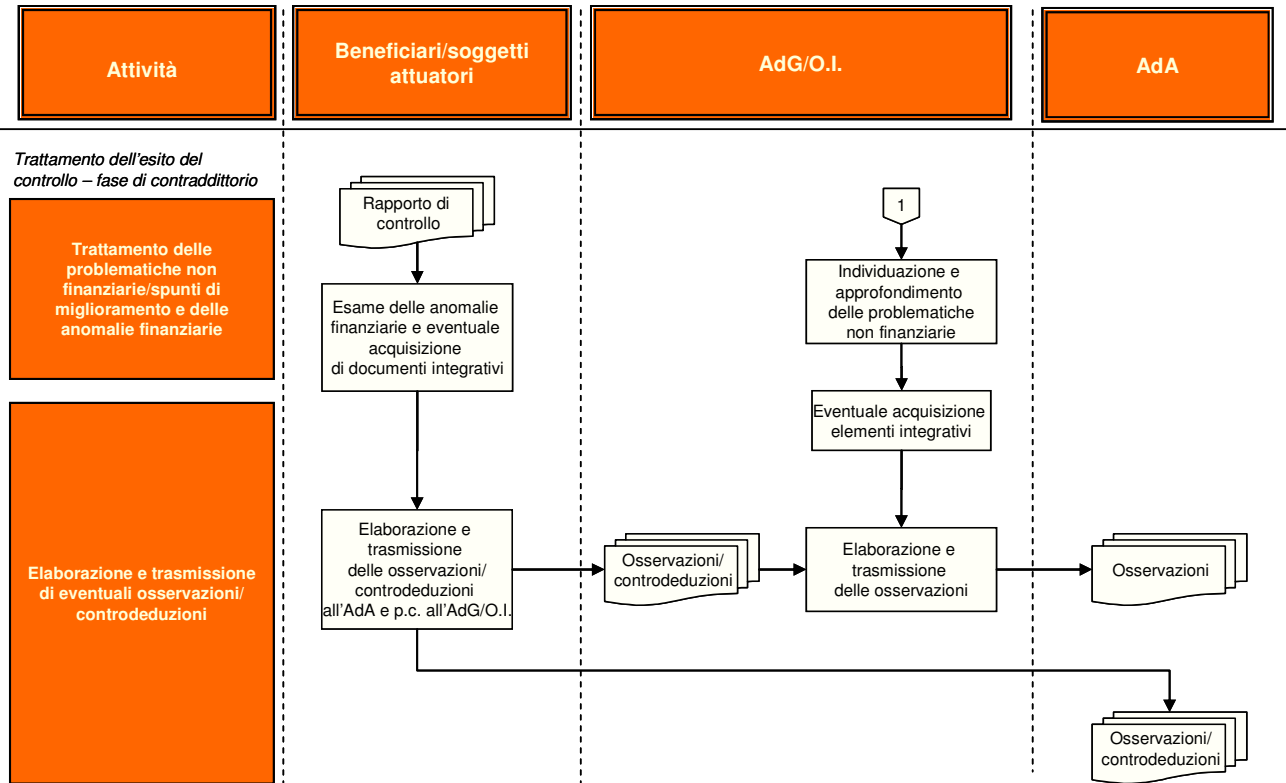 Attività
Beneficiari/soggetti
attuatori
AdG/O.I.
AdA
Trattamento dell'esito del
controllo – fase di contraddittorio
Trattamento delle
problematiche non
finanziarie/spunti di
miglioramento e delle
anomalie finanziarie
Rapporto di
controllo
1
Esame delle anomalie
finanziarie e eventuale
acquisizione
di documenti integrativi
Individuazione e
approfondimento
delle problematiche
non finanziarie
Eventuale acquisizione
elementi integrativi
Elaborazione e trasmissione
di eventuali osservazioni/
controdeduzioni
Elaborazione e
trasmissione
delle osservazioni/
controdeduzioni
all'AdA e p.c. all'AdG/O.I.
Osservazioni/
controdeduzioni
Elaborazione e
trasmissione
delle osservazioni
Osservazioni
Osservazioni/
controdeduzioni